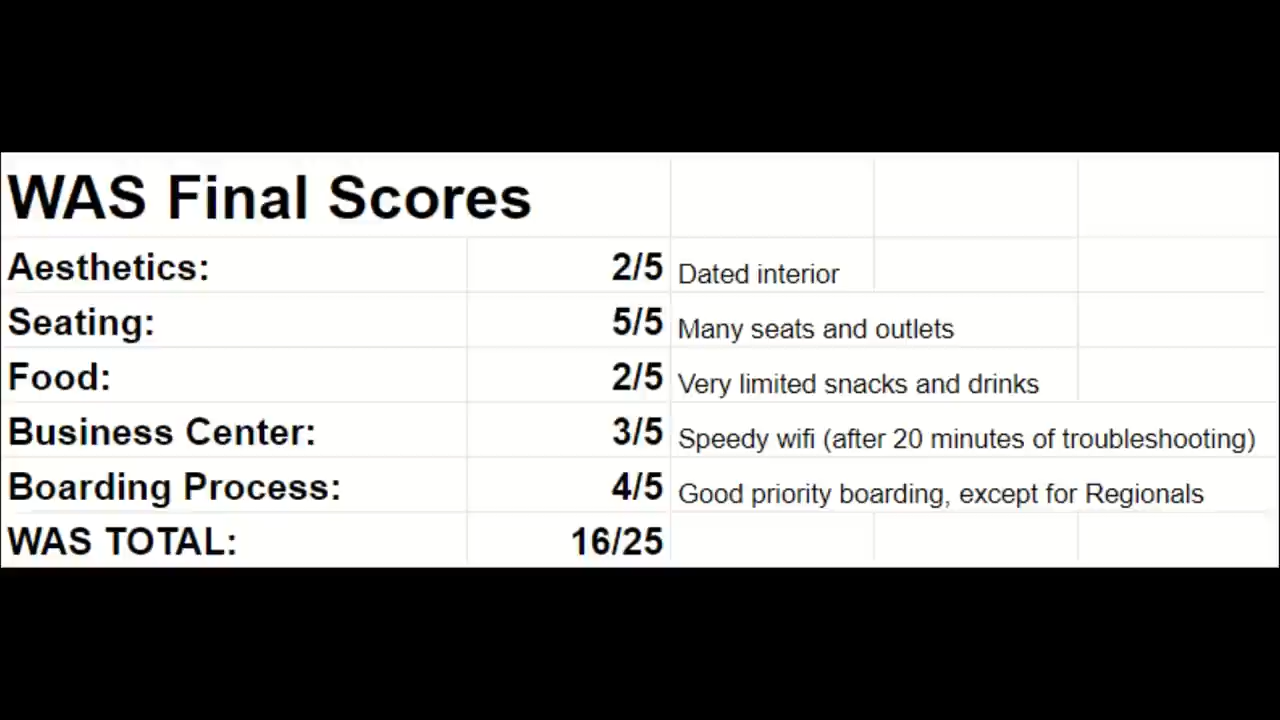 WAS Final Scores
Aesthetics: 2/5 Dated interior
Seating: 5/5 Many seats and outlets
Food: 2/5 Very limited snacks and drinks
Business Center: 3/5 Speedy wifi (after 20 minutes of troubleshooting)
Boarding Process: 4/5 Good priority boarding, except for Regionals
WAS TOTAL: 16/25